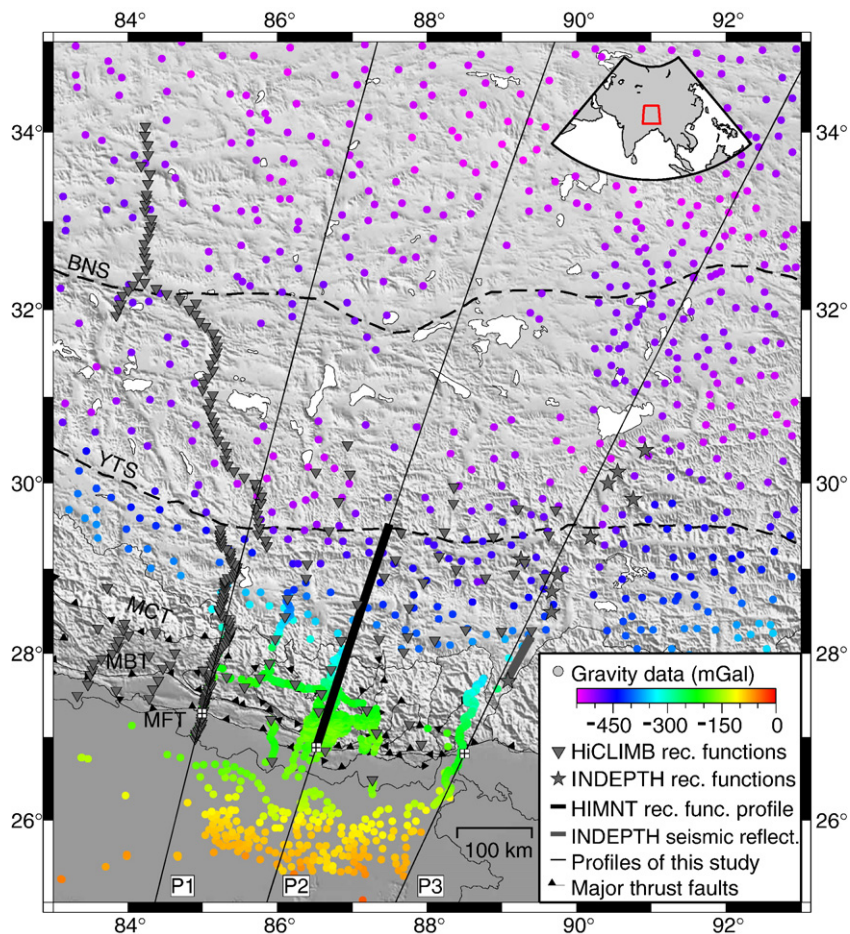 84° 86° 88° 90° 92°
34°
BNS
32°
YTS
30°
MCT
28°
MBT
MFT
26°
100 km
P1 P2 P3
Gravity data (mGal)
-450 -300 -150 0
HiCLIMB rec. functions
INDEPTH rec. functions
HIMNT rec. func. profile
INDEPTH seismic reflect.
Profiles of this study
Major thrust faults
34°
32°
30°
28°
26°
84° 86° 88° 90° 92°